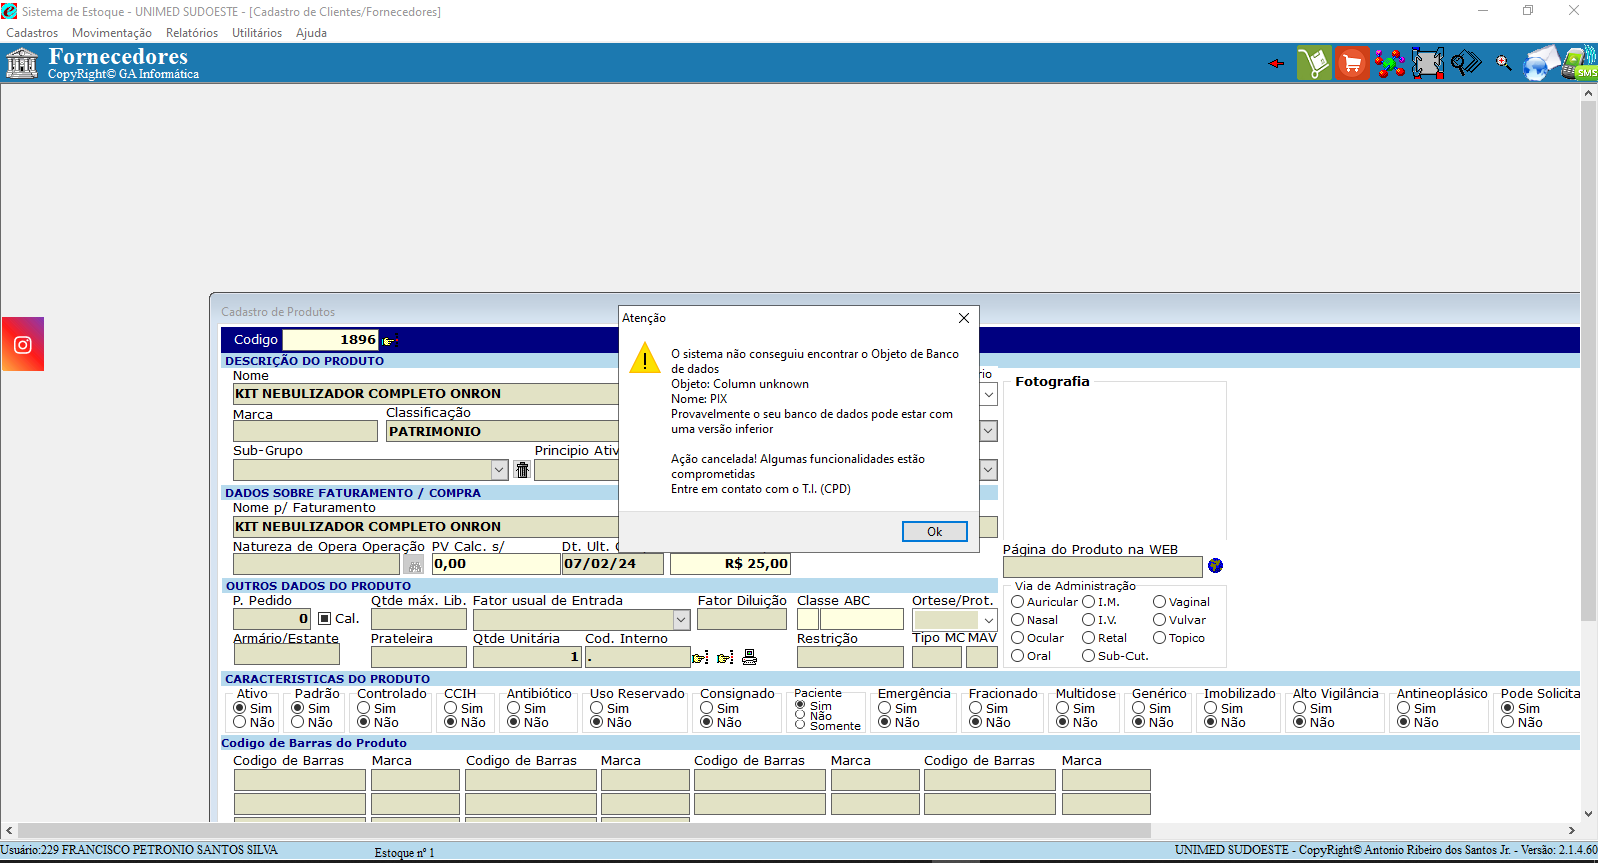 Sistema de Estoque - UNIMED SUDOESTE - [Cadastro de Clientes/Fornecedores]
Cadastros Movimentação Relatórios Utilitários Ajuda
Fornecedores
CopyRight© GA Informática
SMS
Cadastro de Produtos
Codigo 1896
DESCRIÇÃO DO PRODUTO
Nome
KIT NEBULIZADOR COMPLETO ONRON
Marca Classificação
PATRIMONIO
Sub-Grupo Principio Ativ
DADOS SOBRE FATURAMENTO / COMPRA
Nome p/ Faturamento
KIT NEBULIZADOR COMPLETO ONRON
Natureza de Opera Operação PV Calc. s/ Dt. Ult.
0,00 07/02/24 R$ 25,00
Atenção
O sistema não conseguiu encontrar o Objeto de Banco
de dados
Objeto: Column unknown
Nome: PIX
Provavelmente o seu banco de dados pode estar com
uma versão inferior
Ação cancelada! Algumas funcionalidades estão
comprometidas
Entre em contato com o T.I. (CPD)
Ok
rio
Fotografia
Página do Produto na WEB
Via de Administração
Auricular I.M. Vaginal
Nasal I.V. Vulvar
Ocular Retal Topico
Oral Sub-Cut.
OUTROS DADOS DO PRODUTO
P. Pedido Qtde máx. Lib. Fator usual de Entrada Fator Diluição Classe ABC Ortese/Prot.
0 Cal.
Armário/Estante Prateleira Qtde Unitária Cod. Interno Restrição Tipo MC MAV
1 .
CARACTERISTICAS DO PRODUTO
Ativo Padrão Controlado CCIH Antibiótico Uso Reservado Consignado Paciente Emergência Fracionado Multidose Genérico Imobilizado Alto Vigilância Antineoplásico Pode Solicita
Sim Sim Sim Sim Sim Sim Sim Sim Sim Sim Sim Sim Sim Sim Sim Sim
Não Não Não Não Não Não Não Não Não Não Não Não Não Não Não Não
Somente
Codigo de Barras do Produto
Codigo de Barras Marca Codigo de Barras Marca Codigo de Barras Marca Codigo de Barras Marca
Usuário:229 FRANCISCO PETRONIO SANTOS SILVA Estoque nº 1 UNIMED SUDOESTE - CopyRight© Antonio Ribeiro dos Santos Jr. - Versão: 2.1.4.60